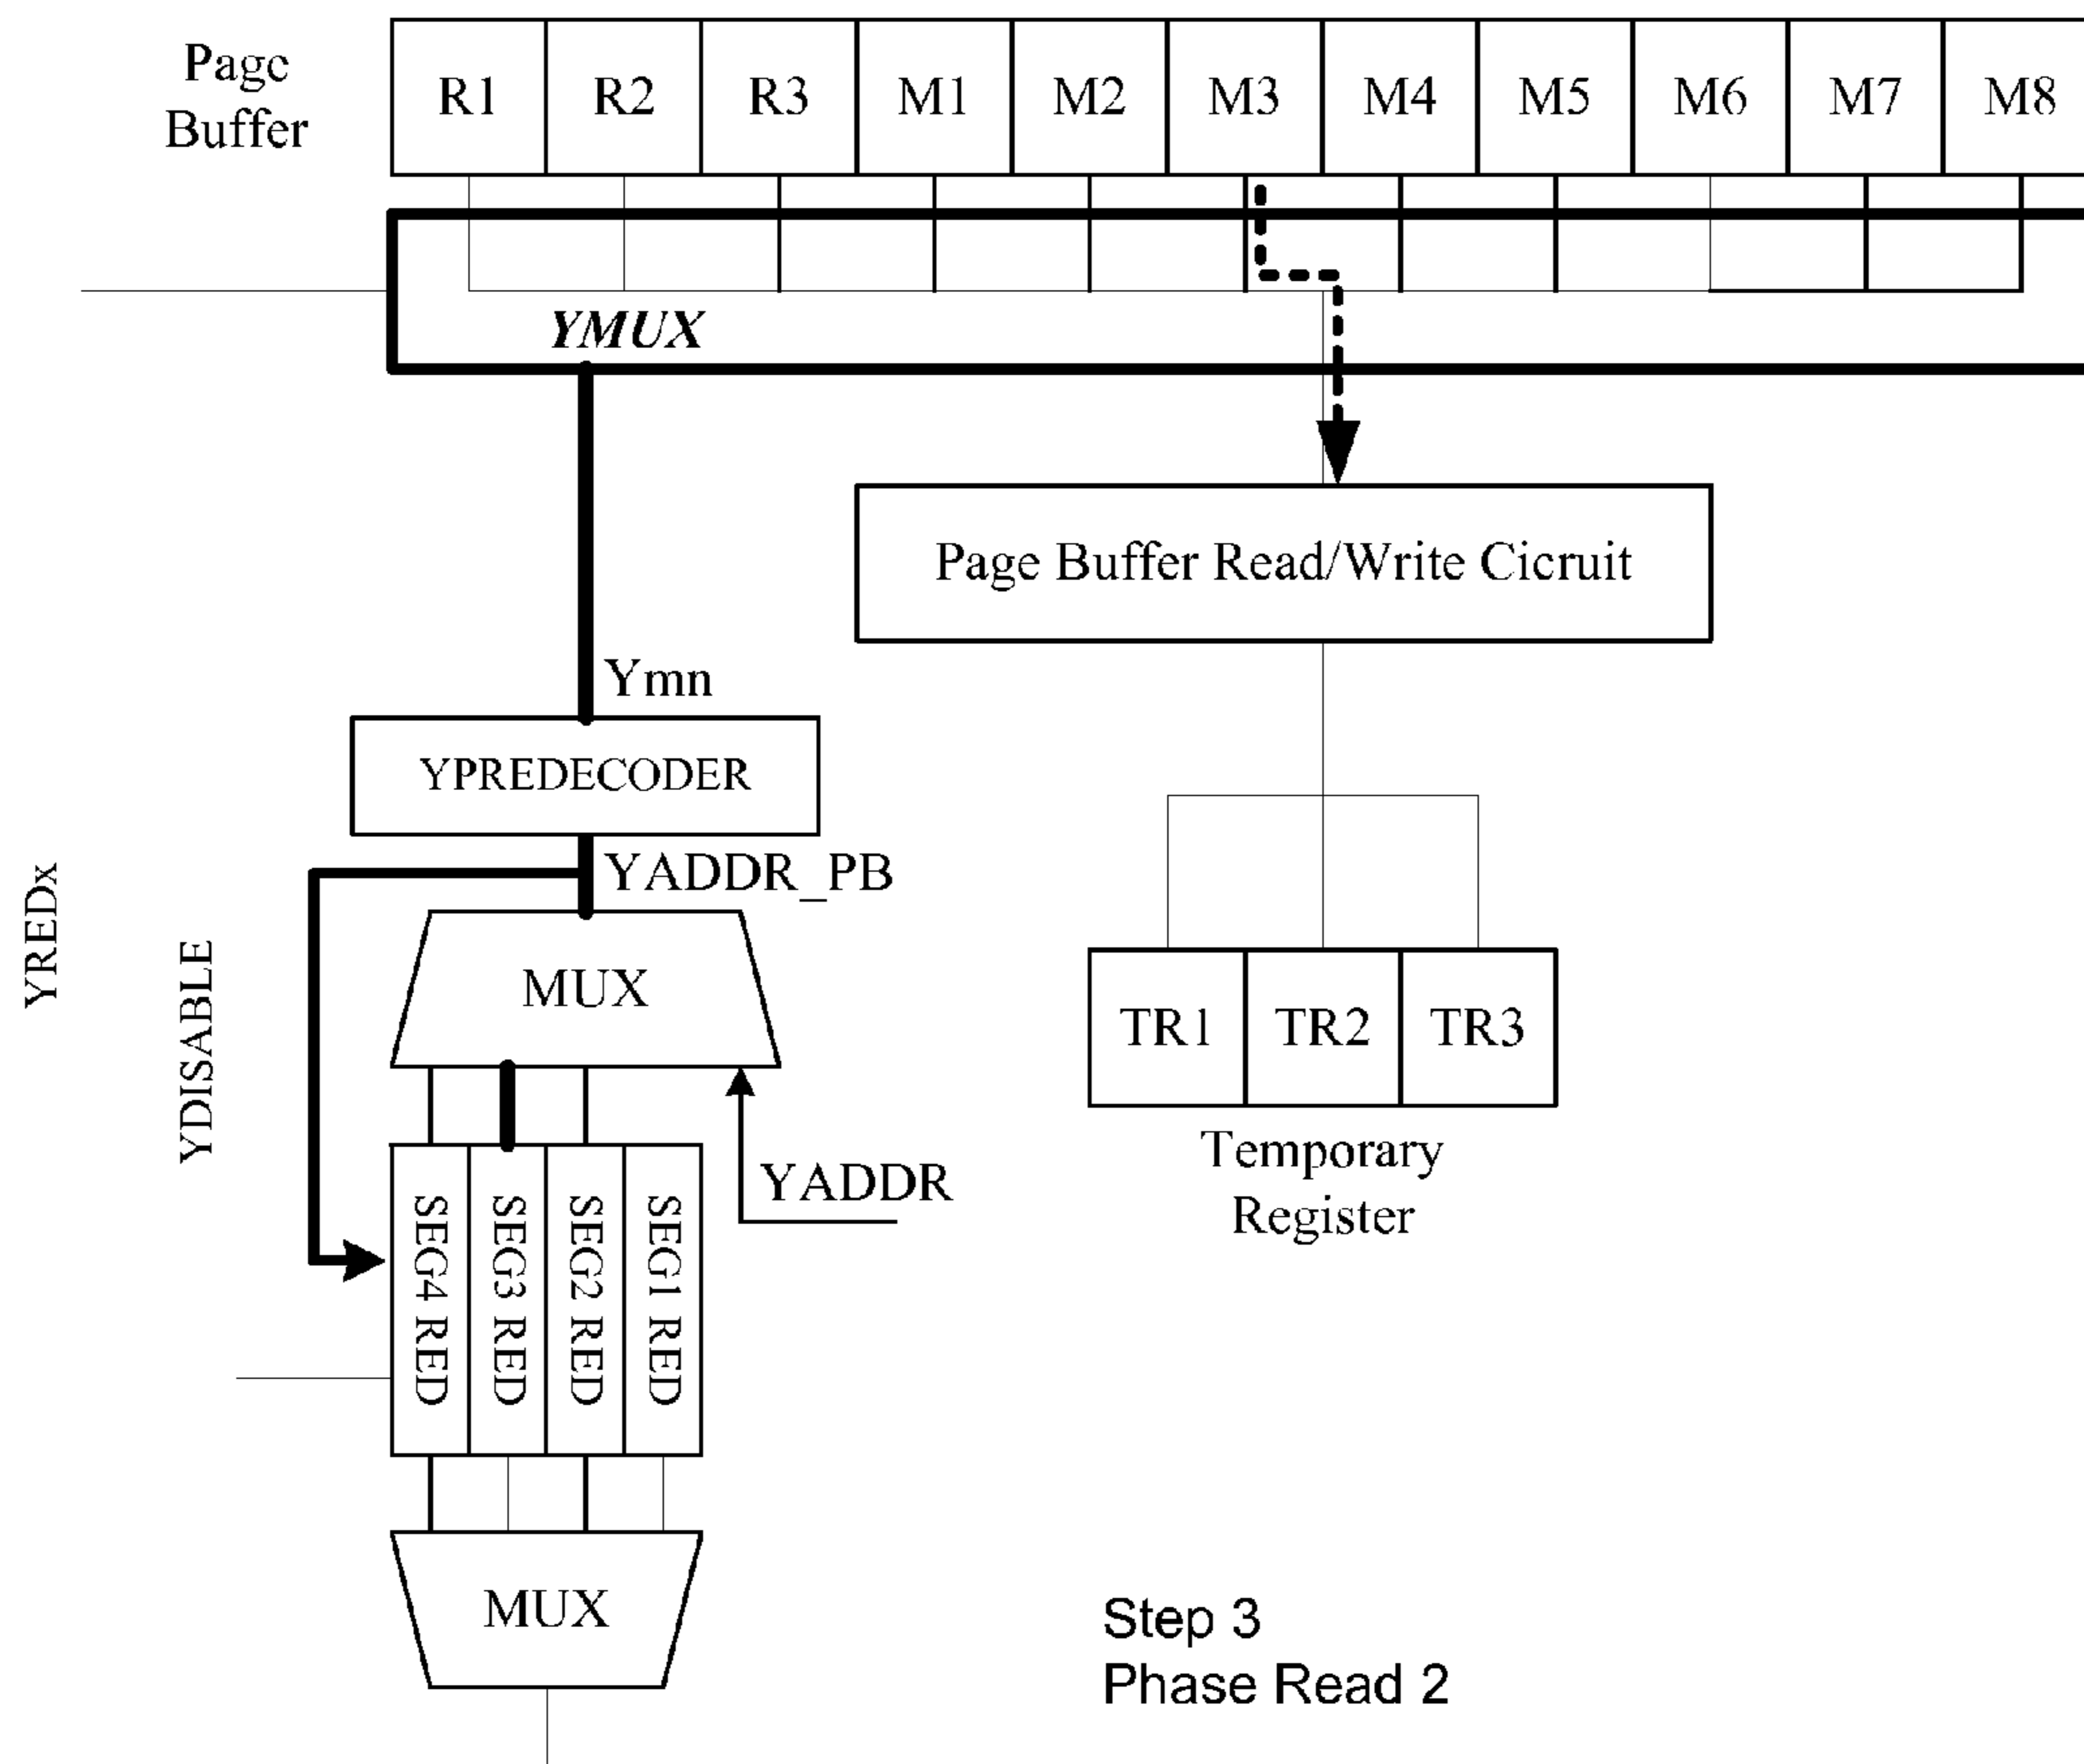 Page
Buffer
R1
R2
R3
M1
M2
M3
M4
M5
M6
M7
M8
YMUX
Page Buffer Read/Write Cicruit
Ymn
YPREDECODER
YADDR_PB
YREDx
YDISABLE
MUX
TR1
TR2
TR3
Temporary
Register
YADDR
SEG4 RED
SEG3 RED
SEG2 RED
SEG1 RED
MUX
Step 3
Phase Read 2